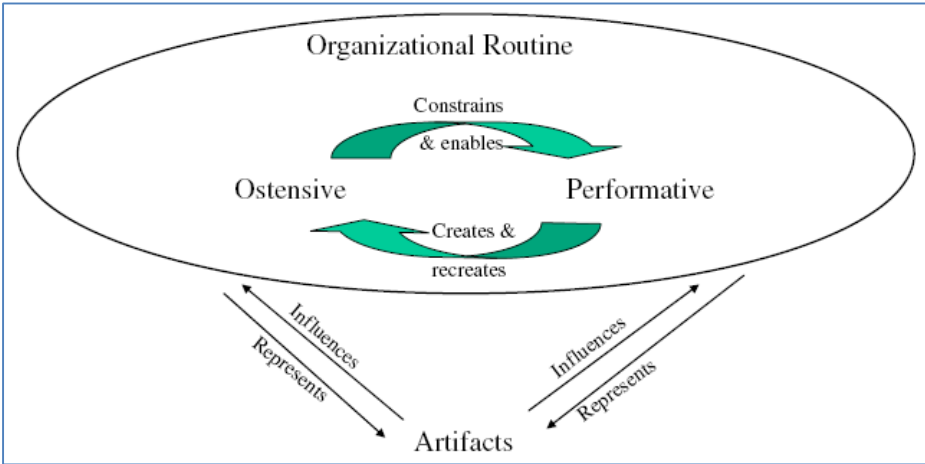 Organizational Routine
Constrains
& enables
Ostensive
Performative
Creates &
recreates
Influences
Represents
Influences
Represents
Artifacts